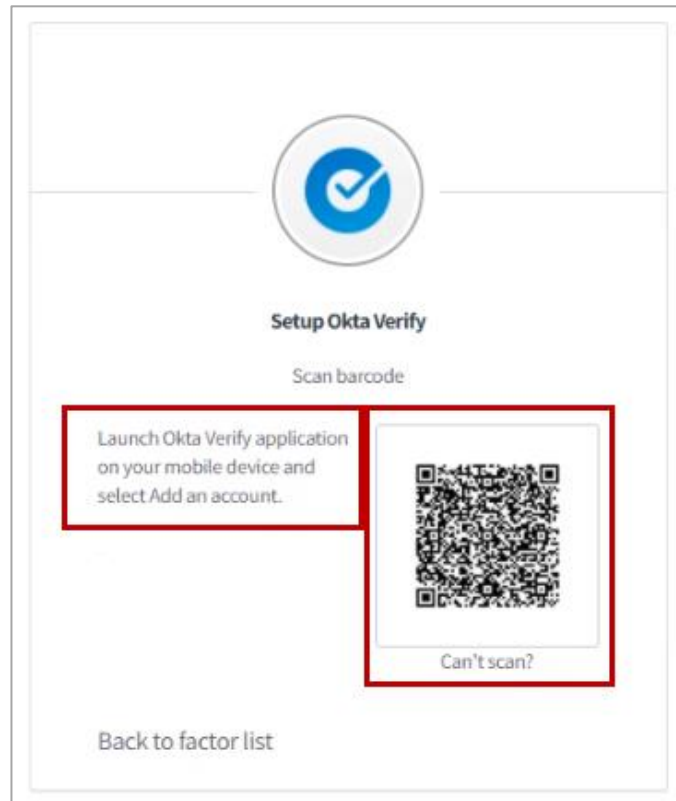 Setup Okta Verify
Scan barcode
Launch Okta Verify application
on your mobile device and
select Add an account.
Can't scan?
Back to factor list